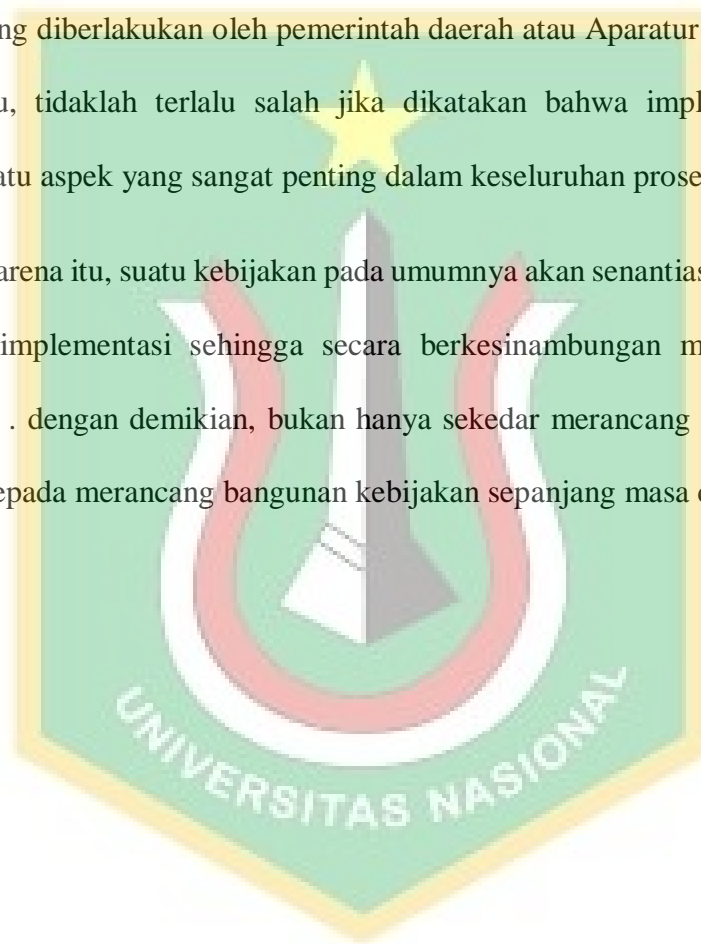 ng diberlakukan oleh pemerintah daerah atau Aparatur
u, tidaklah terlalu salah jika dikatakan bahwa impl
atu aspek yang sangat penting dalam keseluruhan prose
arena itu, suatu kebijakan pada umumnya akan senantias
implementasi sehingga secara berkesinambungan m
. dengan demikian, bukan hanya sekedar merancang
epada merancang bangunan kebijakan sepanjang masa
UNIVERSITAS NASIONAL